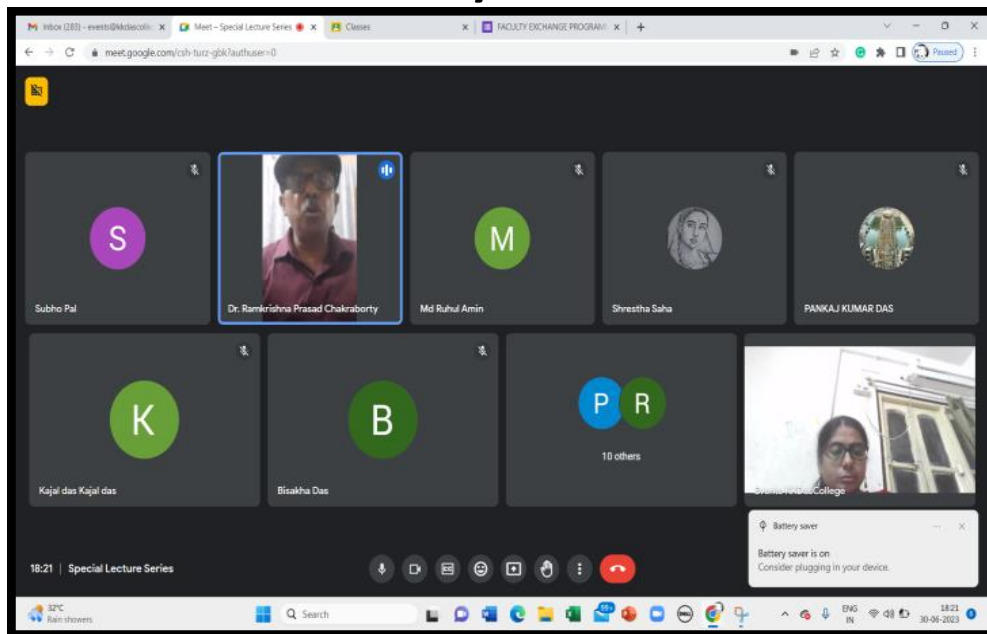 Inbox (283) - events@kkdascolle
Meet – Special Lecture Series
Classes
FACULTY EXCHANGE PROGRAM
meet.google.com/csh-turz-gbk?authuser=0
Paused
S
Subho Pal
Dr. Ramkrishna Prasad Chakraborty
M
Md Ruhul Amin
Shrestha Saha
PANKAJ KUMAR DAS
K
Kajal das Kajal das
B
Bisakha Das
P R
10 others
College
Battery saver
Battery saver is on
Consider plugging in your device.
18:21 | Special Lecture Series
32°C
Rain showers
Search
99+
ENG
IN
18:21
30-06-2023